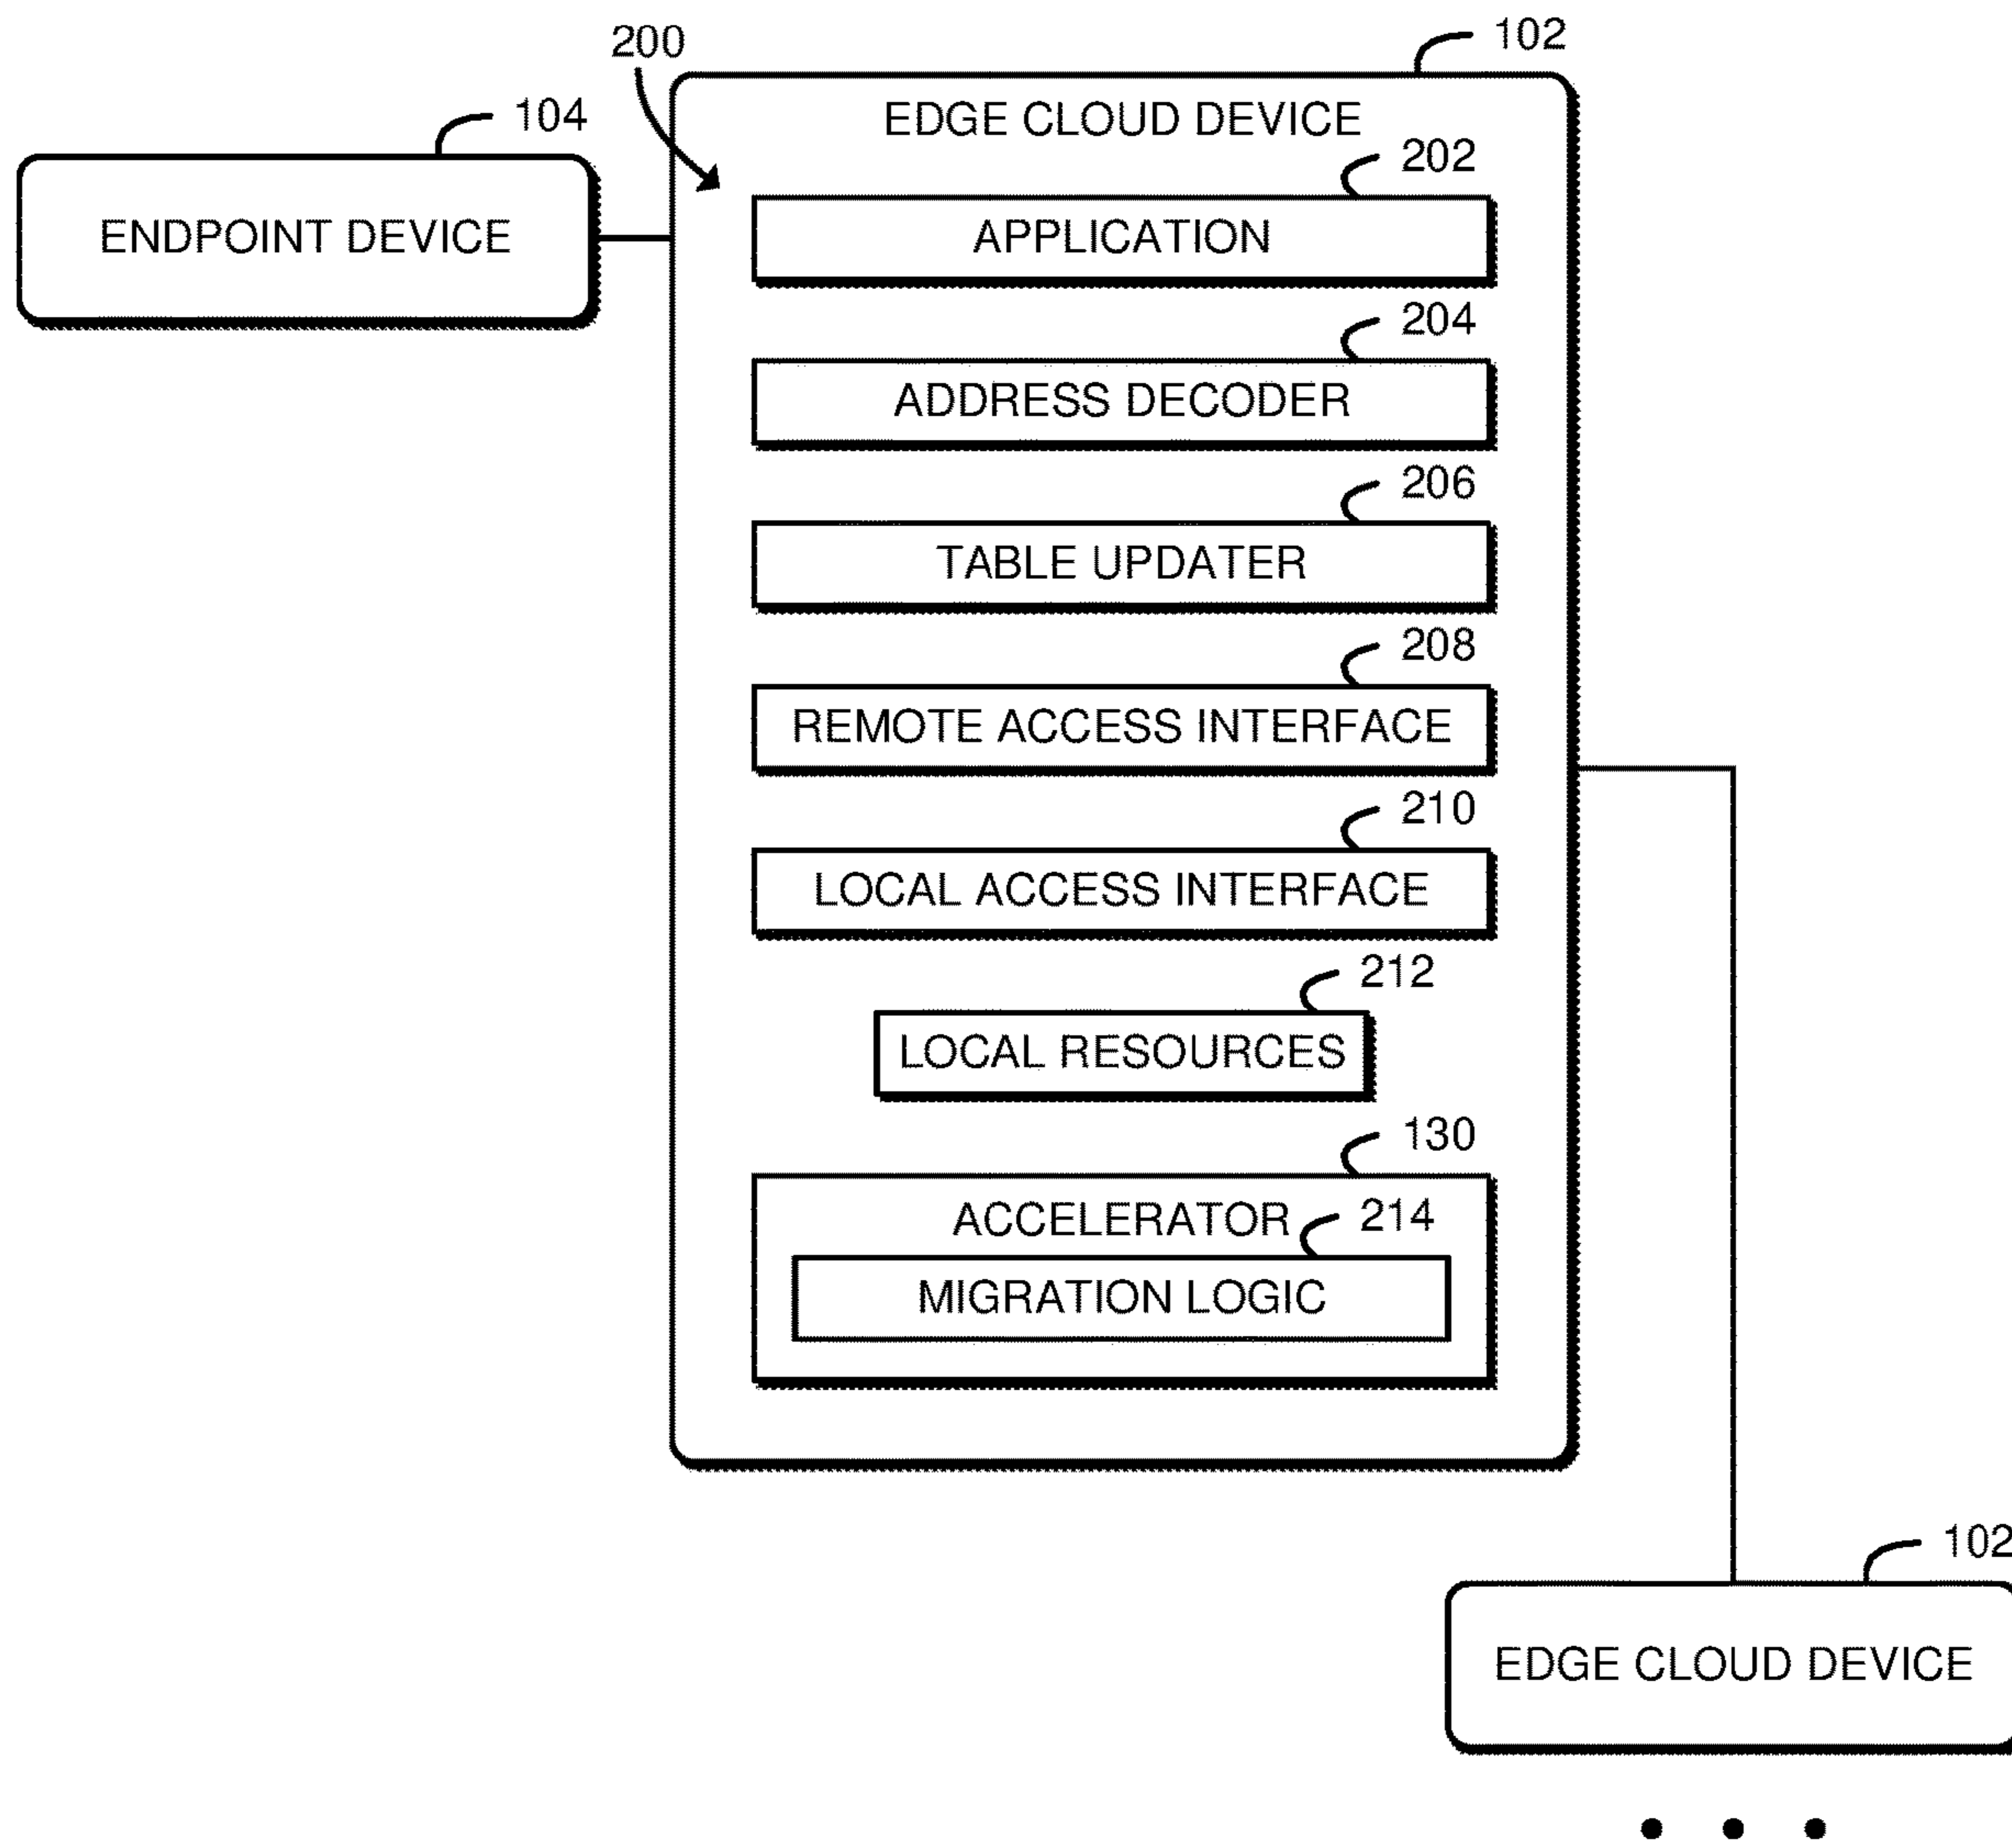 200
102
104
EDGE CLOUD DEVICE
202
ENDPOINT DEVICE
APPLICATION
204
ADDRESS DECODER
206
TABLE UPDATER
208
REMOTE ACCESS INTERFACE
210
LOCAL ACCESS INTERFACE
212
LOCAL RESOURCES
130
ACCELERATOR
214
MIGRATION LOGIC
102
EDGE CLOUD DEVICE